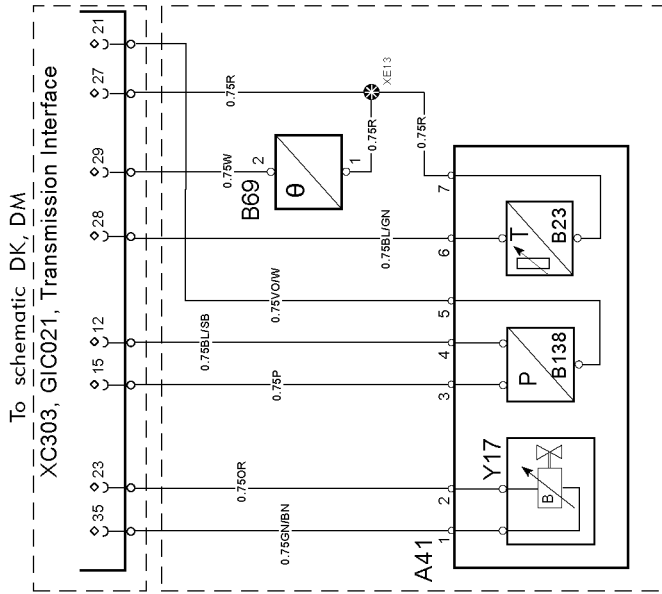 To schematic DK, DM
XC303, GIC021, Transmission Interface
35
23
15
12
28
29
27
21
0.75GN/BN
0.75OR
0.75P
0.75BL/SB
0.75VO/W
0.75BL/GN
0.75W
0.75R
B69
2
θ
1
0.75R
XE13
0.75R
A41
1
2
3
4
5
6
7
Y17
B
P
B138
T
B23